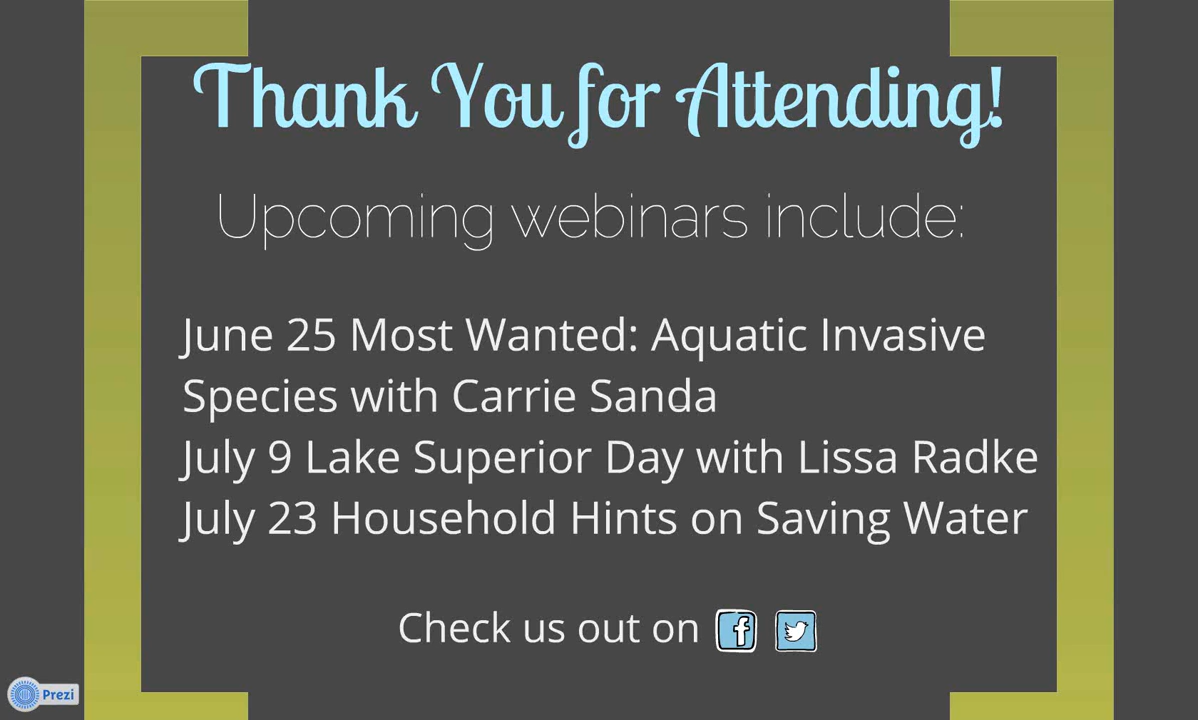 Thank You for Attending!
Upcoming webinars include:
June 25 Most Wanted: Aquatic Invasive
Species with Carrie Sanda
July 9 Lake Superior Day with Lissa Radke
July 23 Household Hints on Saving Water
Check us out on
Prezi